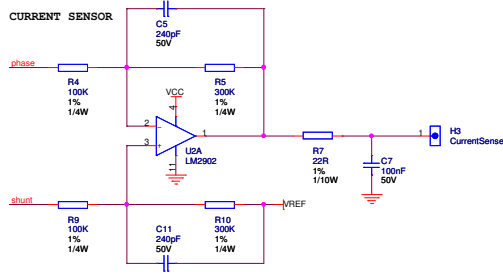 CURRENT SENSOR
C5
240pF
50V
phase
R4
100K
1%
1/4W
R5
300K
1%
1/4W
VCC
4
2
3
1
11
U2A
LM2902
R7
22R
1%
1/10W
C7
100nF
50V
1
H3
CurrentSense
shunt
R9
100K
1%
1/4W
R10
300K
1%
1/4W
VREF
C11
240pF
50V